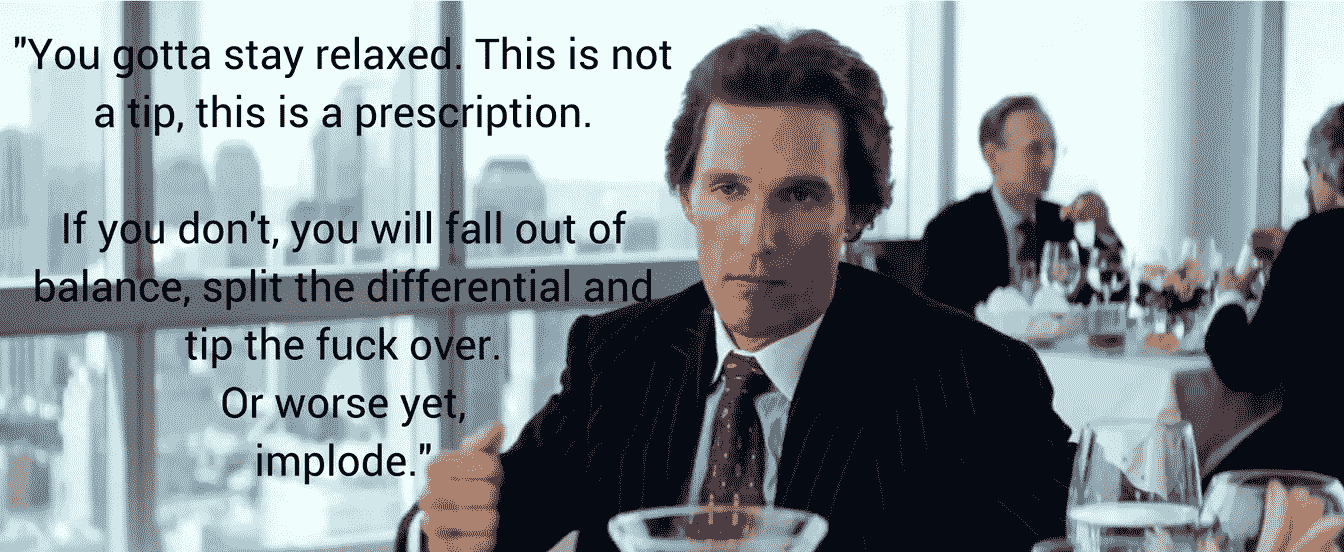 "You gotta stay relaxed. This is not
a tip, this is a prescription.
If you don't, you will fall out of
balance, split the differential and
tip the fuck over.
Or worse yet,
implode."